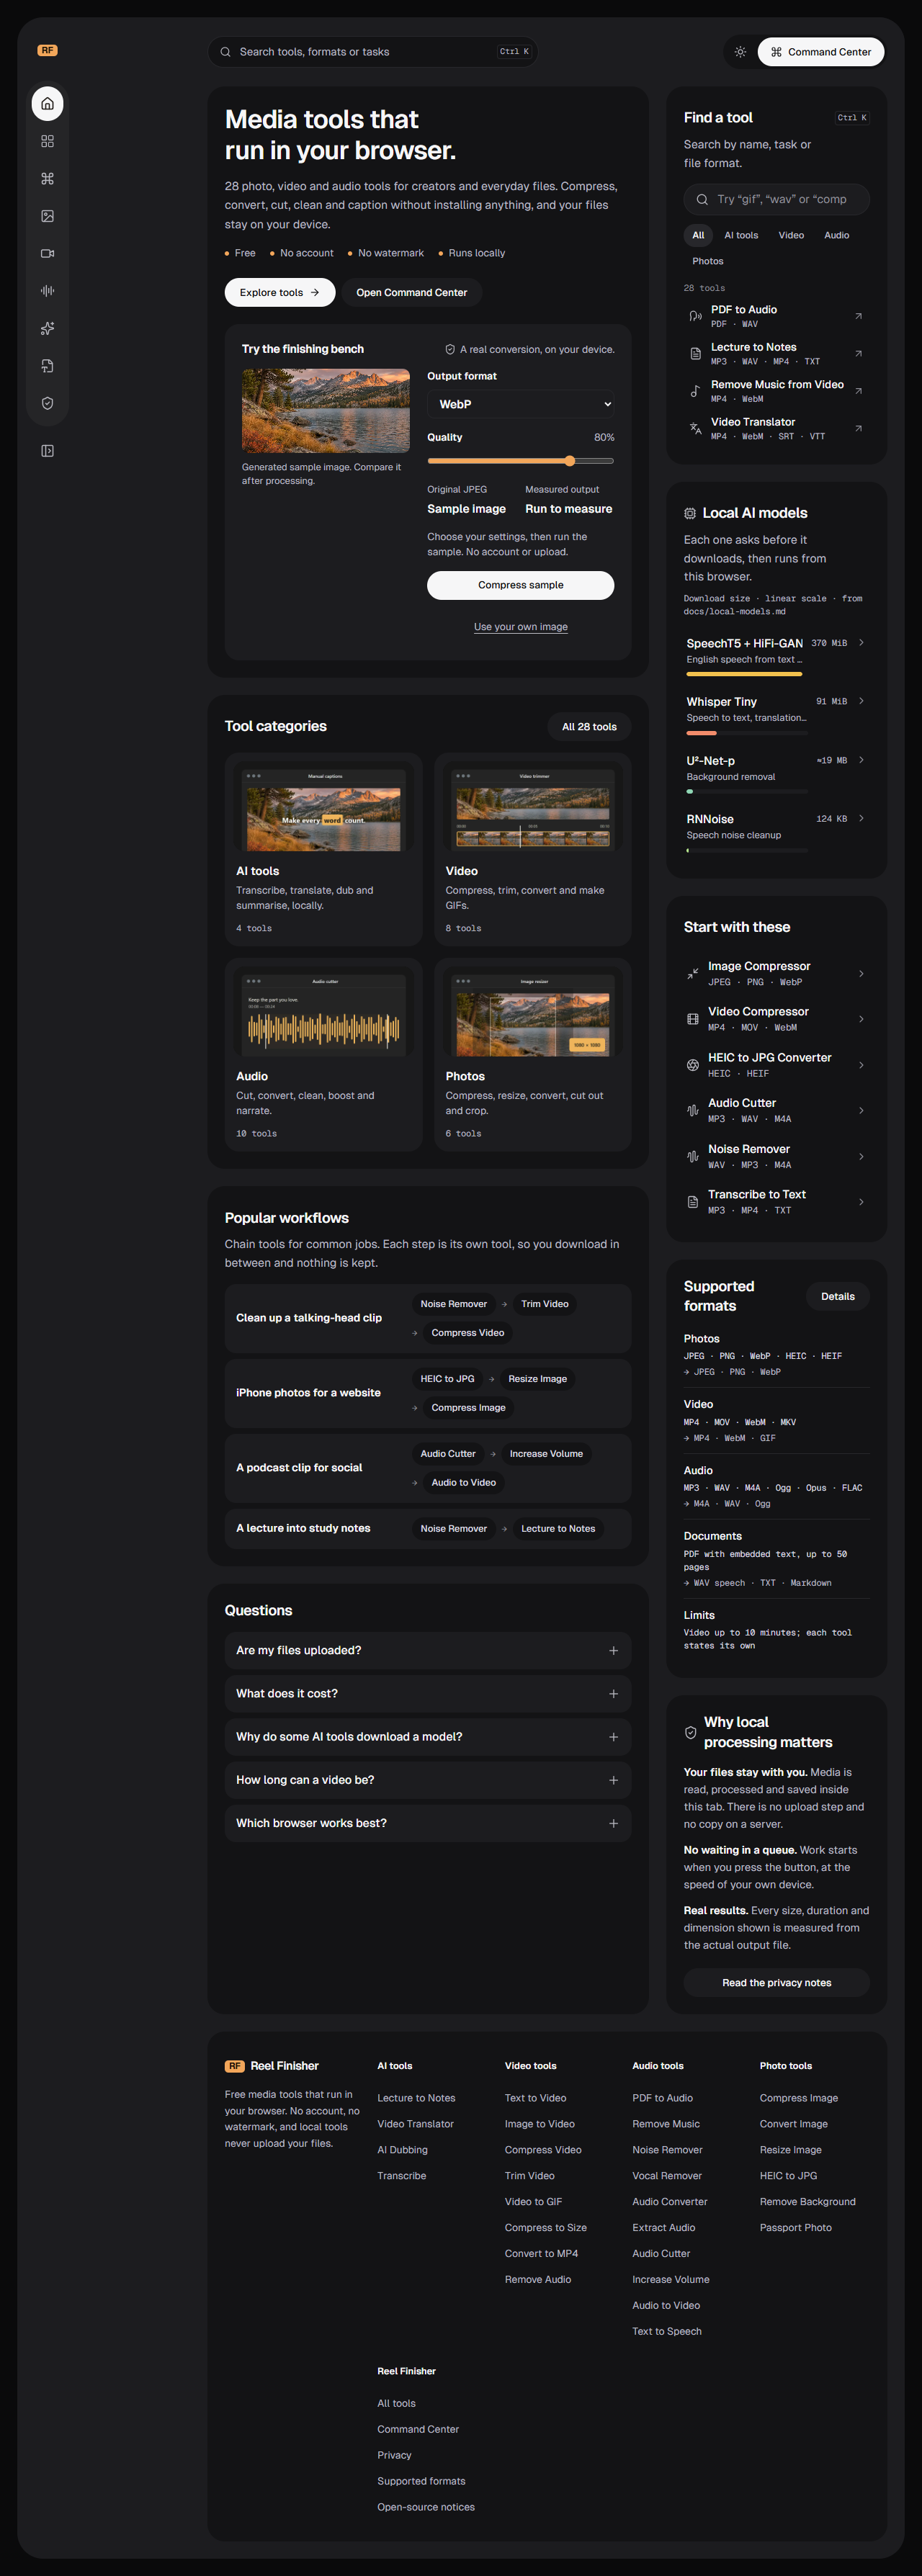 RF
Search tools, formats or tasks
Ctrl K
Command Center
Media tools that
run in your browser.
28 photo, video and audio tools for creators and everyday files. Compress,
convert, cut, clean and caption without installing anything, and your files
stay on your device.
Free
No account
No watermark
Runs locally
Explore tools
Open Command Center
Try the finishing bench
A real conversion, on your device.
Generated sample image. Compare it
after processing.
Output format
WebP
Quality
80%
Original JPEG
Sample image
Measured output
Run to measure
Choose your settings, then run the
sample. No account or upload.
Compress sample
Use your own image
Tool categories
All 28 tools
Manual captions
Make every word count.
AI tools
Transcribe, translate, dub and
summarise, locally.
4 tools
Video trimmer
Video
Compress, trim, convert and make
GIFs.
8 tools
Audio cutter
Keep the part you love.
Audio
Cut, convert, clean, boost and
narrate.
10 tools
Image resizer
1080 × 1080
Photos
Compress, resize, convert, cut out
and crop.
6 tools
Popular workflows
Chain tools for common jobs. Each step is its own tool, so you download in
between and nothing is kept.
Clean up a talking-head clip
Noise Remover → Trim Video
→ Compress Video
iPhone photos for a website
HEIC to JPG → Resize Image
→ Compress Image
A podcast clip for social
Audio Cutter → Increase Volume
→ Audio to Video
A lecture into study notes
Noise Remover → Lecture to Notes
Questions
Are my files uploaded?
What does it cost?
Why do some AI tools download a model?
How long can a video be?
Which browser works best?
Find a tool
Ctrl K
Search by name, task or
file format.
Try “gif”, “wav” or “comp
All
AI tools
Video
Audio
Photos
28 tools
PDF to Audio
PDF · WAV
Lecture to Notes
MP3 · WAV · MP4 · TXT
Remove Music from Video
MP4 · WebM
Video Translator
MP4 · WebM · SRT · VTT
Local AI models
Each one asks before it
downloads, then runs from
this browser.
Download size · linear scale · from
docs/local-models.md
SpeechT5 + HiFi-GAN
370 MiB
English speech from text ...
Whisper Tiny
91 MiB
Speech to text, translation...
U²-Net-p
≈19 MB
Background removal
RNNoise
124 KB
Speech noise cleanup
Start with these
Image Compressor
JPEG · PNG · WebP
Video Compressor
MP4 · MOV · WebM
HEIC to JPG Converter
HEIC · HEIF
Audio Cutter
MP3 · WAV · M4A
Noise Remover
WAV · MP3 · M4A
Transcribe to Text
MP3 · MP4 · TXT
Supported
formats
Details
Photos
JPEG · PNG · WebP · HEIC · HEIF
→ JPEG · PNG · WebP
Video
MP4 · MOV · WebM · MKV
→ MP4 · WebM · GIF
Audio
MP3 · WAV · M4A · Ogg · Opus · FLAC
→ M4A · WAV · Ogg
Documents
PDF with embedded text, up to 50
pages
→ WAV speech · TXT · Markdown
Limits
Video up to 10 minutes; each tool
states its own
Why local
processing matters
Your files stay with you. Media is
read, processed and saved inside
this tab. There is no upload step and
no copy on a server.
No waiting in a queue. Work starts
when you press the button, at the
speed of your own device.
Real results. Every size, duration and
dimension shown is measured from
the actual output file.
Read the privacy notes
RF Reel Finisher
Free media tools that run in
your browser. No account, no
watermark, and local tools
never upload your files.
AI tools
Lecture to Notes
Video Translator
AI Dubbing
Transcribe
Video tools
Text to Video
Image to Video
Compress Video
Trim Video
Video to GIF
Compress to Size
Convert to MP4
Remove Audio
Audio tools
PDF to Audio
Remove Music
Noise Remover
Vocal Remover
Audio Converter
Extract Audio
Audio Cutter
Increase Volume
Audio to Video
Text to Speech
Photo tools
Compress Image
Convert Image
Resize Image
HEIC to JPG
Remove Background
Passport Photo
Reel Finisher
All tools
Command Center
Privacy
Supported formats
Open-source notices